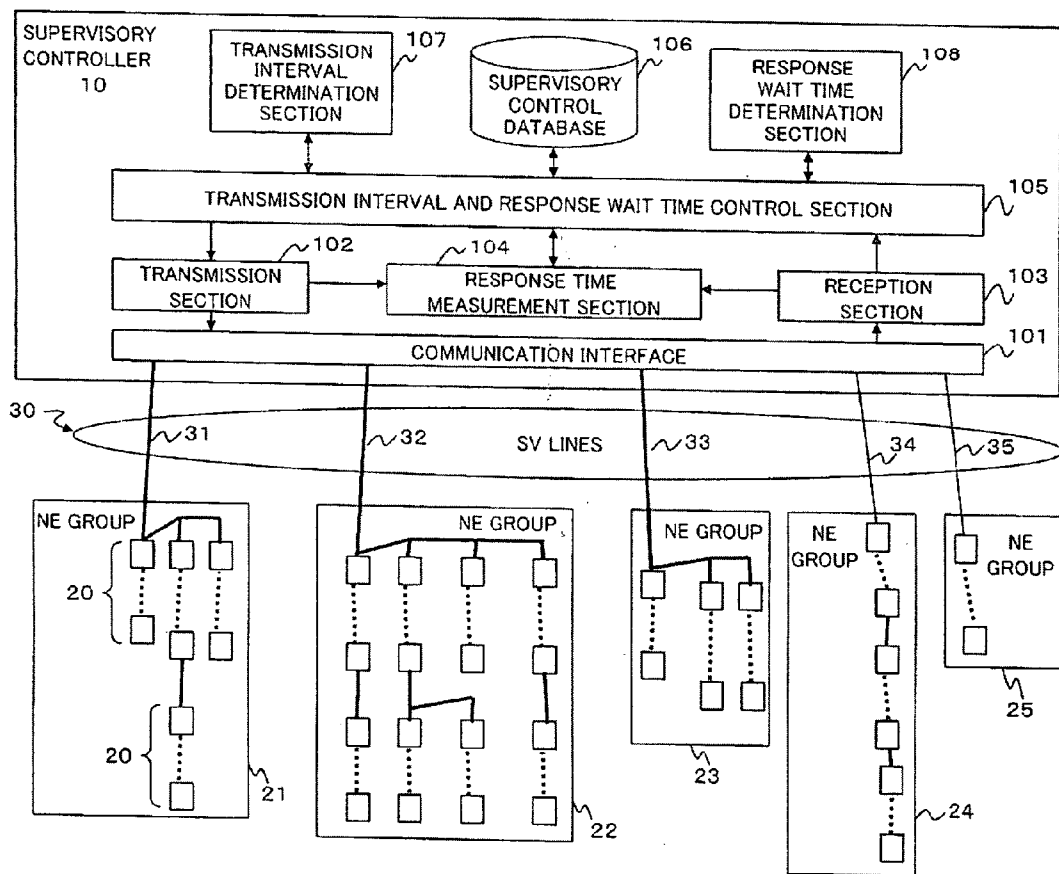 SUPERVISORY
CONTROLLER
10
TRANSMISSION
INTERVAL
DETERMINATION
SECTION
107
SUPERVISORY
CONTROL
DATABASE
106
RESPONSE
WAIT TIME
DETERMINATION
SECTION
108
TRANSMISSION INTERVAL AND RESPONSE WAIT TIME CONTROL SECTION
105
TRANSMISSION
SECTION
102
RESPONSE TIME
MEASUREMENT SECTION
104
RECEPTION
SECTION
103
COMMUNICATION INTERFACE
101
30
31
32
SV LINES
33
34
35
NE GROUP
20
20
21
NE GROUP
22
NE GROUP
23
NE
GROUP
24
NE
GROUP
25